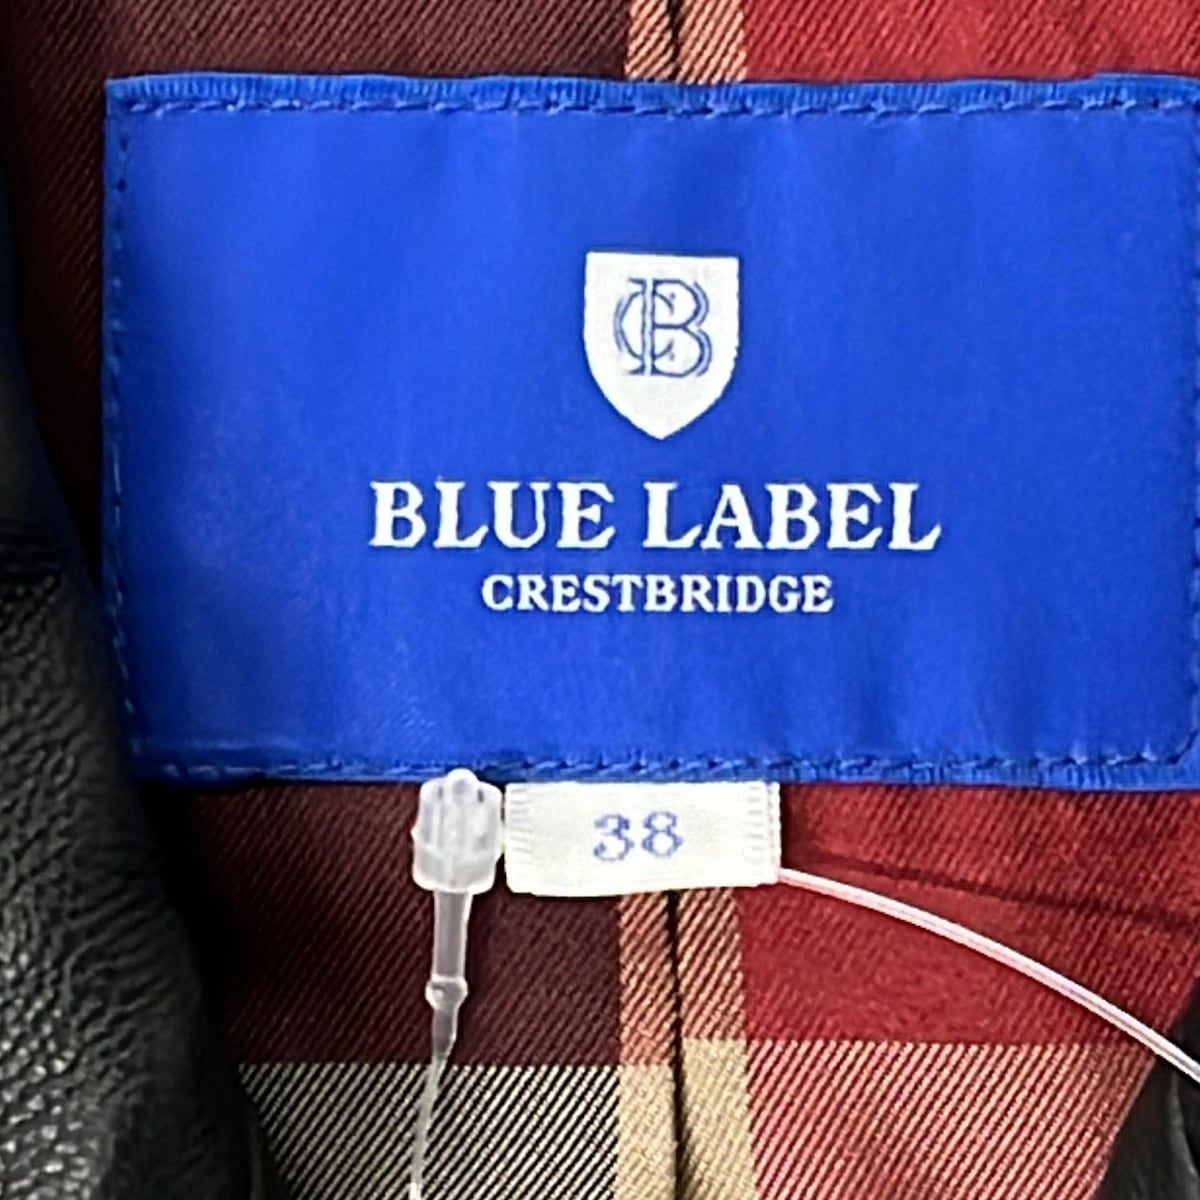 CB
BLUE LABEL
CRESTBRIDGE
38